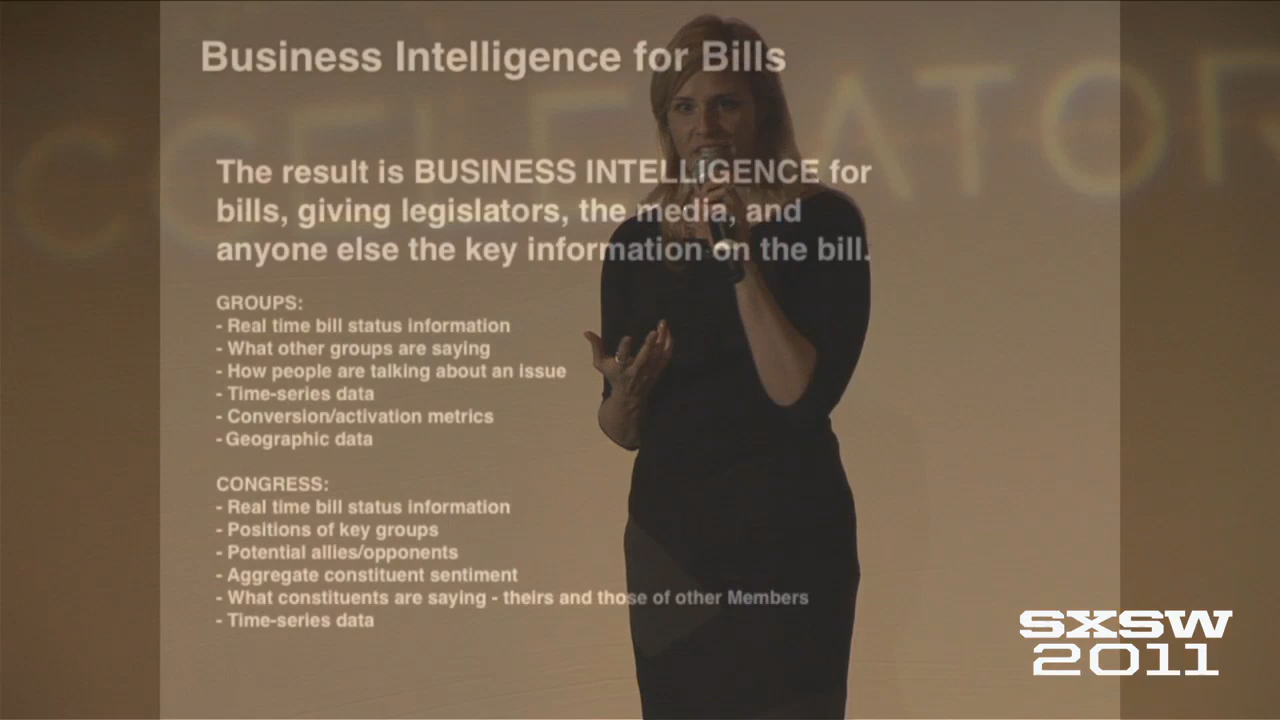 Business Intelligence for Bills
CCELERATOR
The result is BUSINESS INTELLIGENCE for
bills, giving legislators, the media, and
anyone else the key information on the bill.
GROUPS:
- Real time bill status information
- What other groups are saying
- How people are talking about an issue
- Time-series data
- Conversion/activation metrics
- Geographic data
CONGRESS:
- Real time bill status information
- Positions of key groups
- Potential allies/opponents
- Aggregate constituent sentiment
- What constituents are saying - theirs and those of other Members
- Time-series data
SXSW
2011